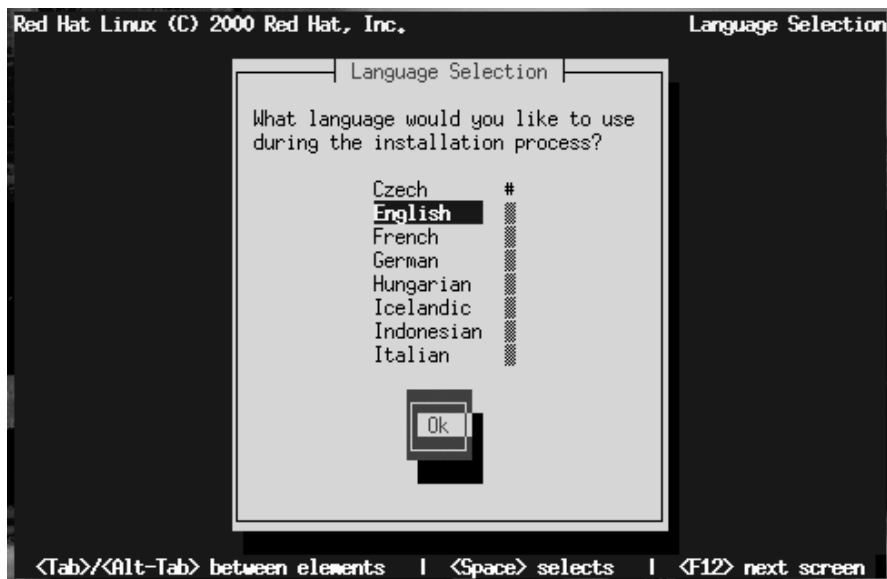 Red Hat Linux (C) 2000 Red Hat, Inc. Language Selection
Language Selection
What language would you like to use
during the installation process?
Czech #
English
French
German
Hungarian
Icelandic
Indonesian
Italian
Ok
<Tab>/<Alt-Tab> between elements | <Space> selects | <F12> next screen